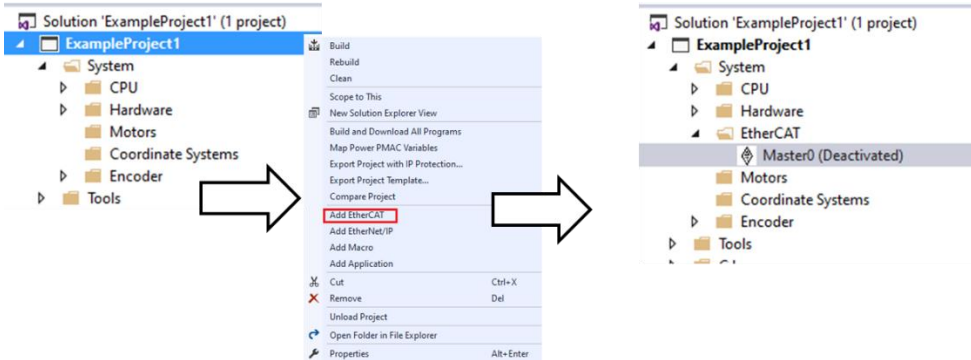 Solution 'ExampleProject1' (1 project)
ExampleProject1
System
CPU
Hardware
Motors
Coordinate Systems
Encoder
Tools
Build
Rebuild
Clean
Scope to This
New Solution Explorer View
Build and Download All Programs
Map Power PMAC Variables
Export Project with IP Protection...
Export Project Template...
Compare Project
Add EtherCAT
Add EtherNet/IP
Add Macro
Add Application
Cut Ctrl+X
Remove Del
Unload Project
Open Folder in File Explorer
Properties Alt+Enter
Solution 'ExampleProject1' (1 project)
ExampleProject1
System
CPU
Hardware
EtherCAT
Master0 (Deactivated)
Motors
Coordinate Systems
Encoder
Tools